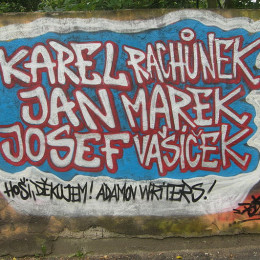 KAREL RACHŮNEK
JAN MAREK
JOSEF VAŠÍČEK
HOŠI, DĚKUJEM! ADAMOV WRITERS!